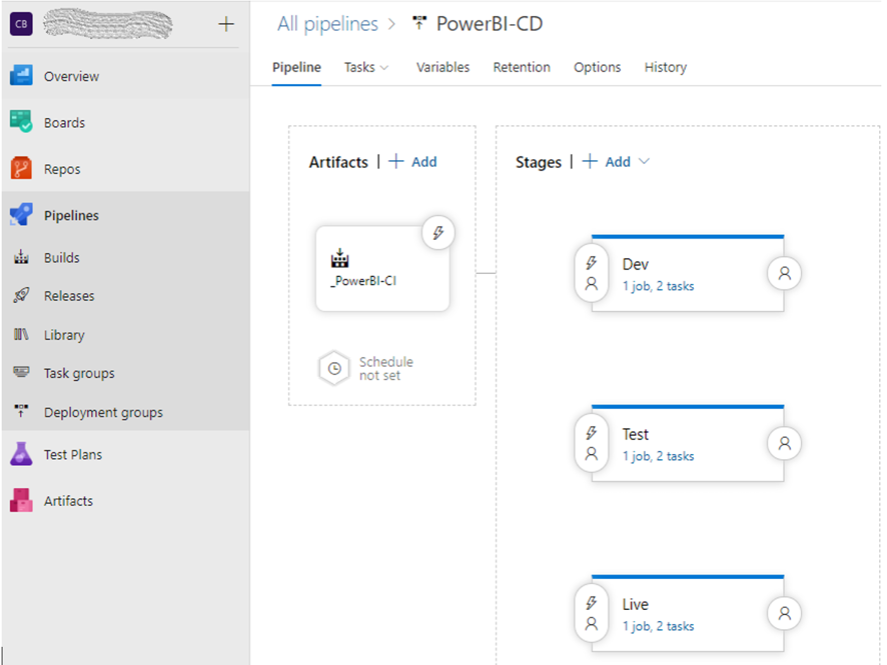 CB
All pipelines > PowerBI-CD
Overview
Boards
Repos
Pipelines
Builds
Releases
Library
Task groups
Deployment groups
Test Plans
Artifacts
Pipeline Tasks Variables Retention Options History
Artifacts | + Add
_PowerBI-CI
Schedule
not set
Stages | + Add
Dev
1 job, 2 tasks
Test
1 job, 2 tasks
Live
1 job, 2 tasks